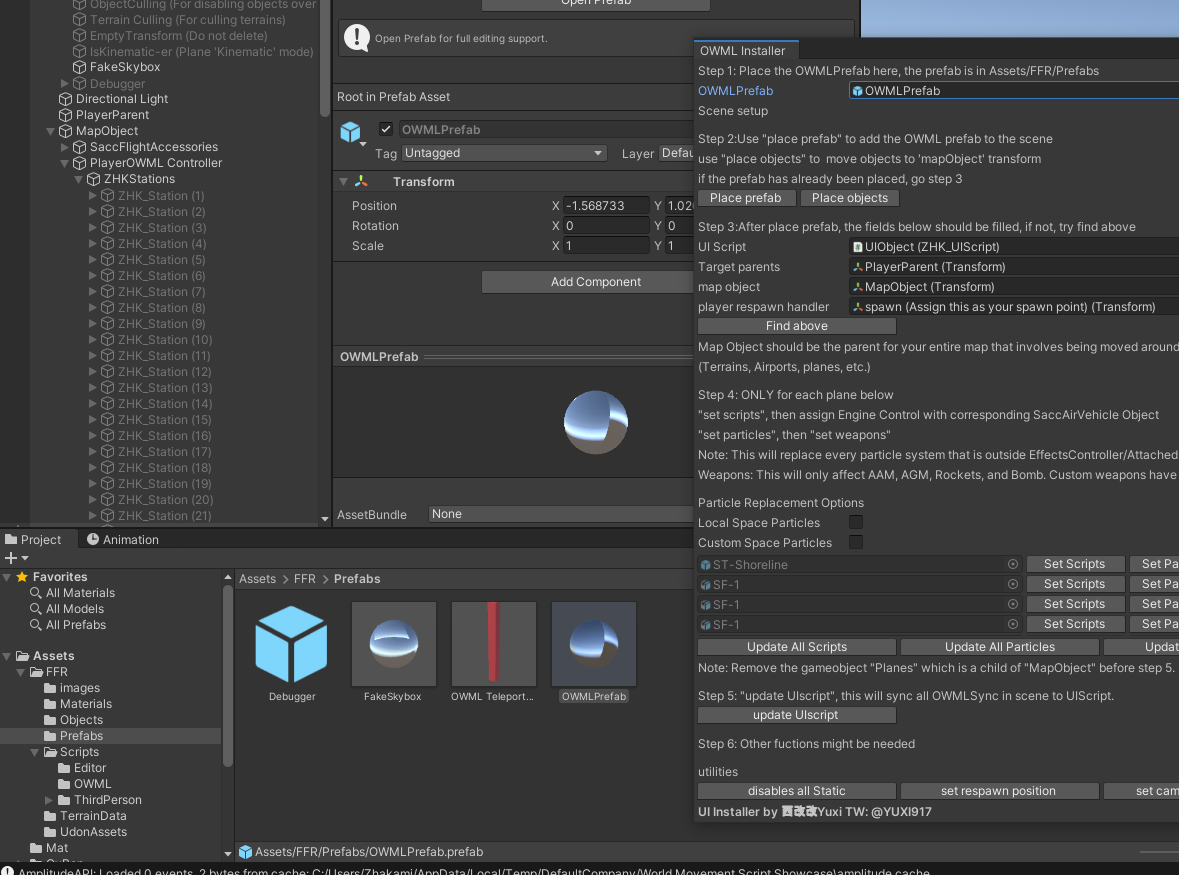 ObjectCulling (For disabling objects over
Terrain Culling (For culling terrains)
EmptyTransform (Do not delete)
IsKinematic-er (Plane 'Kinematic' mode)
FakeSkybox
Debugger
Directional Light
PlayerParent
MapObject
SaccFlightAccessories
PlayerOWML Controller
ZHKStations
ZHK_Station (1)
ZHK_Station (2)
ZHK_Station (3)
ZHK_Station (4)
ZHK_Station (5)
ZHK_Station (6)
ZHK_Station (7)
ZHK_Station (8)
ZHK_Station (9)
ZHK_Station (10)
ZHK_Station (11)
ZHK_Station (12)
ZHK_Station (13)
ZHK_Station (14)
ZHK_Station (15)
ZHK_Station (16)
ZHK_Station (17)
ZHK_Station (18)
ZHK_Station (19)
ZHK_Station (20)
ZHK_Station (21)
Open Prefab
Open Prefab for full editing support.
Root in Prefab Asset
OWMLPrefab
Tag Untagged Layer Defau
Transform
Position X -1.568733 Y 1.020
Rotation X 0 Y 0
Scale X 1 Y 1
Add Component
OWMLPrefab
AssetBundle None
OWML Installer
Step 1: Place the OWMLPrefab here, the prefab is in Assets/FFR/Prefabs
OWMLPrefab OWMLPrefab
Scene setup
Step 2:Use "place prefab" to add the OWML prefab to the scene
use "place objects" to move objects to 'mapObject' transform
if the prefab has already been placed, go step 3
Place prefab Place objects
Step 3:After place prefab, the fields below should be filled, if not, try find above
UI Script UIObject (ZHK_UIScript)
Target parents PlayerParent (Transform)
map object MapObject (Transform)
player respawn handler spawn (Assign this as your spawn point) (Transform)
Find above
Map Object should be the parent for your entire map that involves being moved around
(Terrains, Airports, planes, etc.)
Step 4: ONLY for each plane below
"set scripts", then assign Engine Control with corresponding SaccAirVehicle Object
"set particles", then "set weapons"
Note: This will replace every particle system that is outside EffectsController/Attached
Weapons: This will only affect AAM, AGM, Rockets, and Bomb. Custom weapons have
Particle Replacement Options
Local Space Particles
Custom Space Particles
ST-Shoreline Set Scripts Set Pa
SF-1 Set Scripts Set Pa
SF-1 Set Scripts Set Pa
SF-1 Set Scripts Set Pa
Update All Scripts Update All Particles Updat
Note: Remove the gameobject "Planes" which is a child of "MapObject" before step 5.
Step 5: "update UIscript", this will sync all OWMLSync in scene to UIScript.
update UIscript
Step 6: Other fuctions might be needed
utilities
disables all Static set respawn position set cam
UI Installer by 改改Yuxi TW: @YUXI917
Project Animation
Favorites
All Materials
All Models
All Prefabs
Assets
FFR
images
Materials
Objects
Prefabs
Scripts
Editor
OWML
ThirdPerson
TerrainData
UdonAssets
Mat
Assets > FFR > Prefabs
Debugger FakeSkybox OWML Teleport... OWMLPrefab
Assets/FFR/Prefabs/OWMLPrefab.prefab
AmplitudeAPI: Loaded 0 events, 2 bytes from cache: C:/Users/Zhakami/AppData/Local/Temp/DefaultCompany/World Movement Script Showcase\amplitude.cache